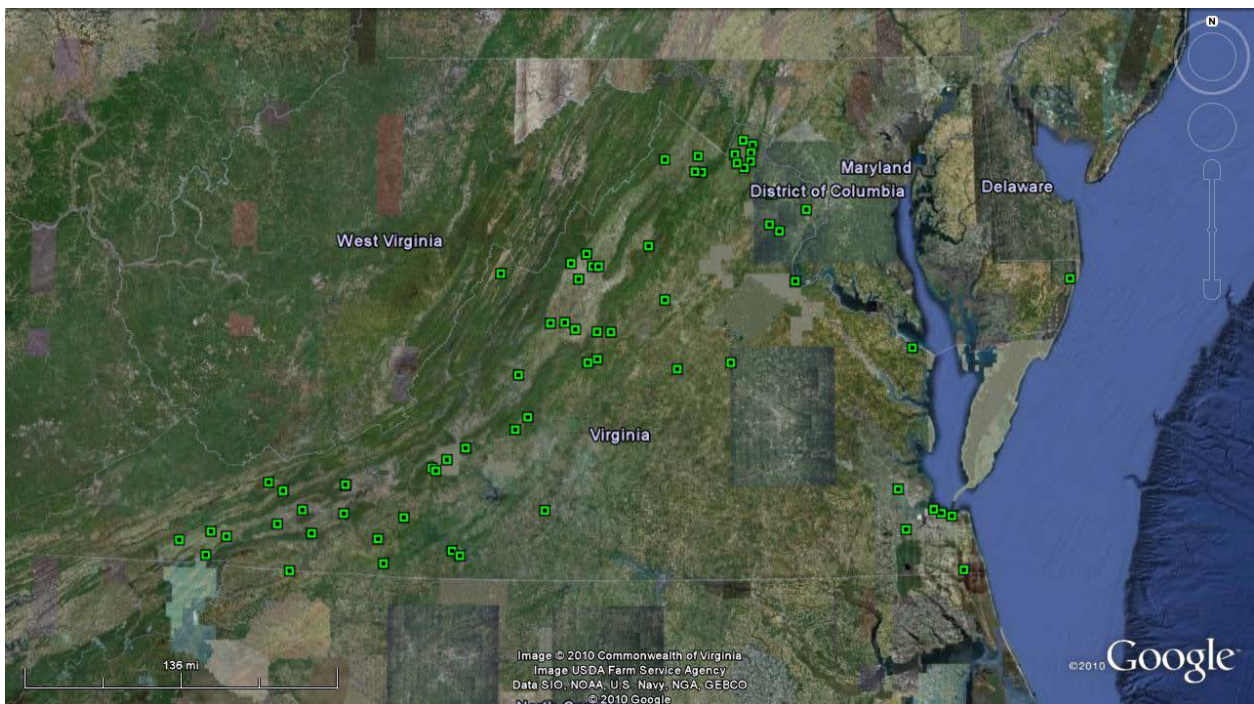 N
Maryland
District of Columbia
Delaware
West Virginia
Virginia
136 mi
Image © 2010 Commonwealth of Virginia
Image USDA Farm Service Agency
Data SIO, NOAA, U.S. Navy, NGA, GEBCO
© 2010 Google
©2010 Google